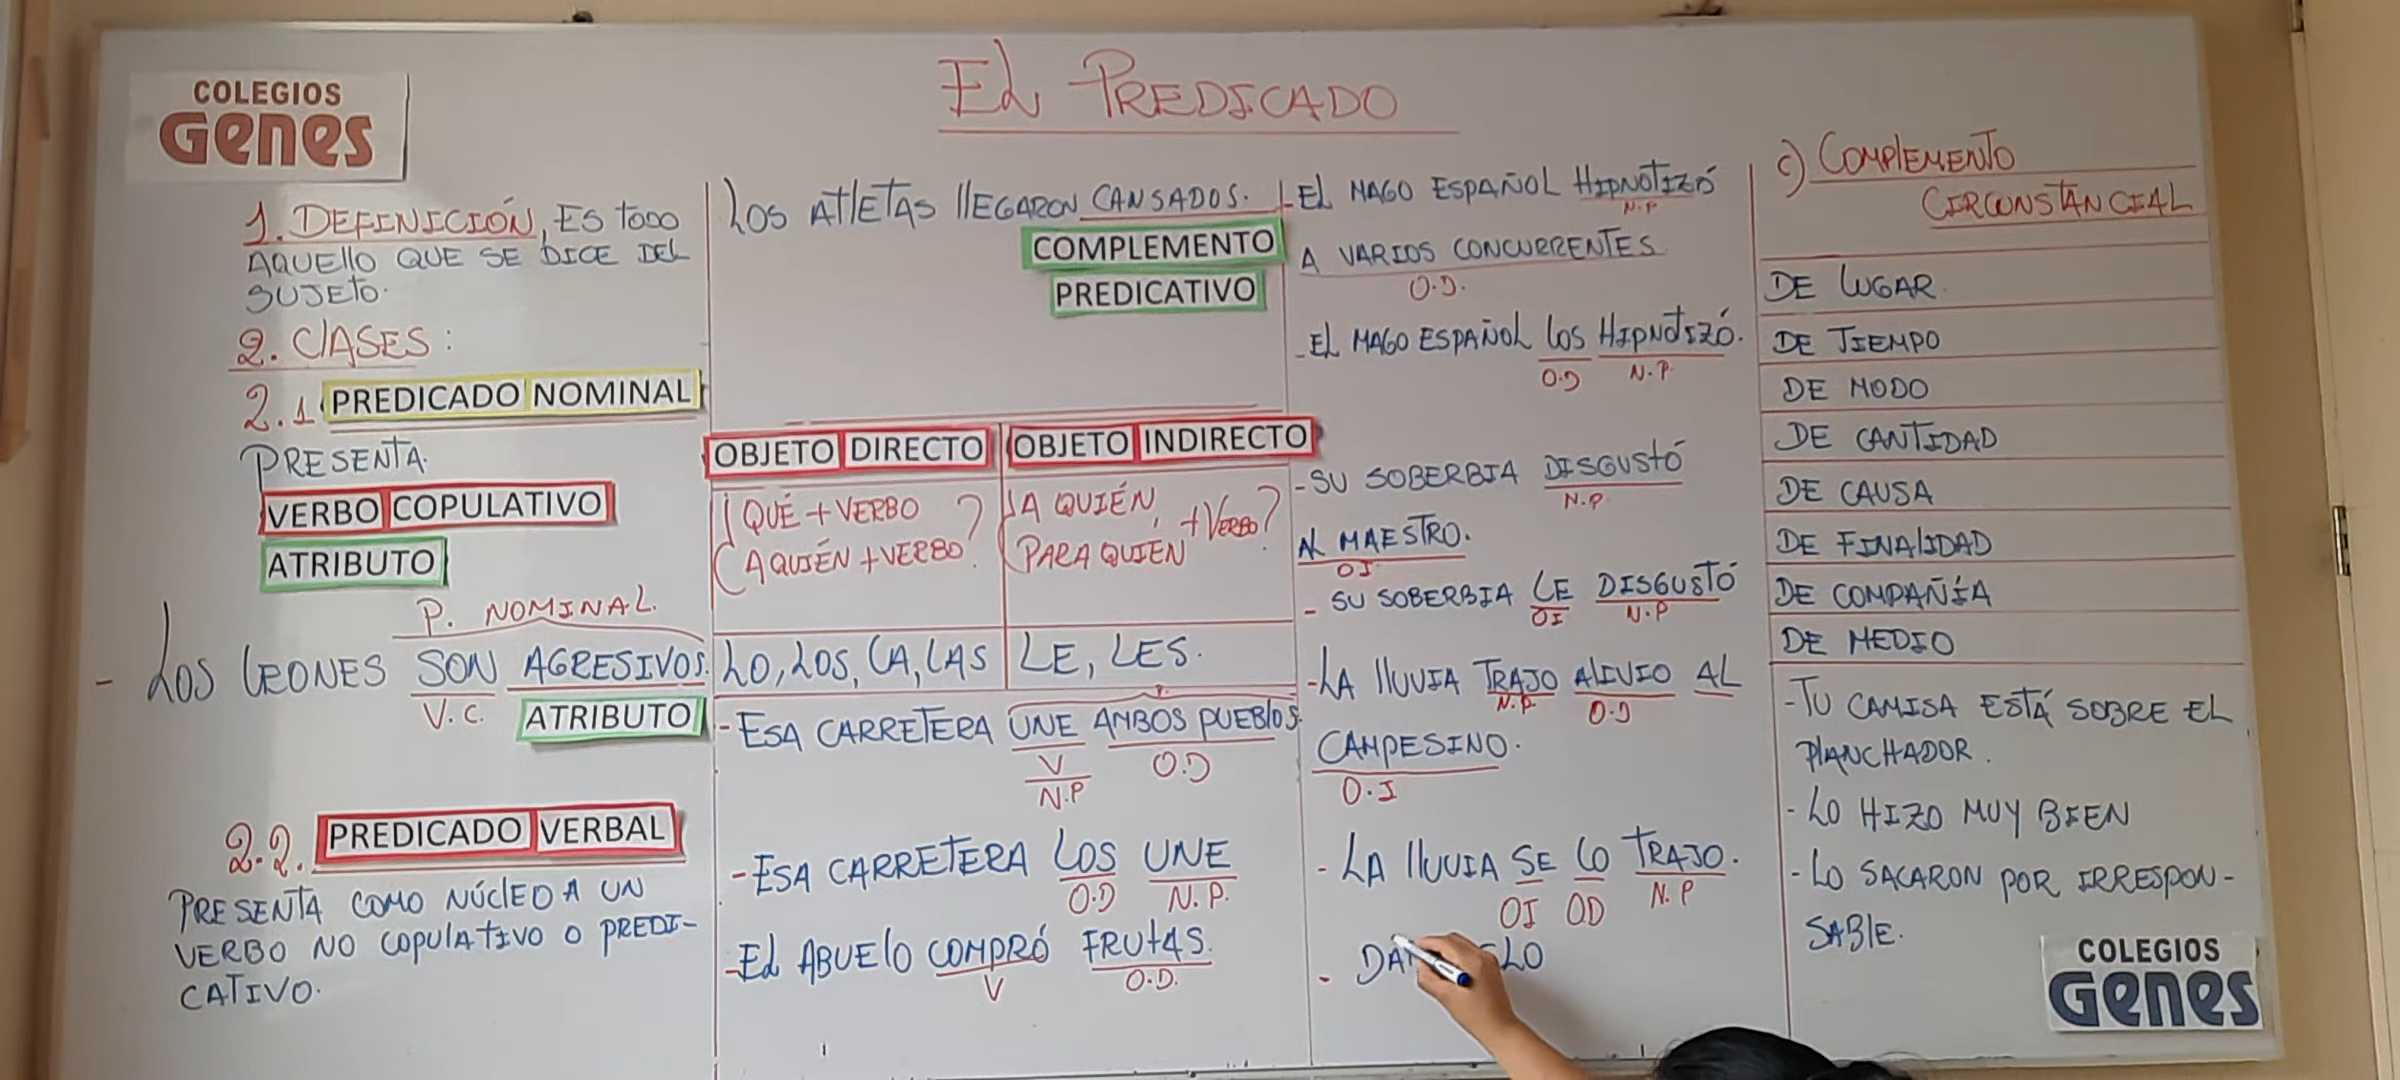 EL PREDICADO
COLEGIOS
Genes
1. DEFINICIÓN, ES TODO
AQUELLO QUE SE DICE DEL
SUJETO.
2. CLASES:
2.1 PREDICADO NOMINAL
PRESENTA
VERBO COPULATIVO
ATRIBUTO
P. NOMINAL.
- LOS LEONES SON AGRESIVOS.
V.C. ATRIBUTO
2.2. PREDICADO VERBAL
PRESENTA COMO NÚCLEO A UN
VERBO NO COPULATIVO O PREDI-
CATIVO.
LOS ATLETAS LLEGARON CANSADOS.
COMPLEMENTO
PREDICATIVO
OBJETO DIRECTO OBJETO INDIRECTO
¿QUÉ + VERBO ?
¿A QUIÉN + VERBO?
¿A QUIÉN, + VERBO?
PARA QUIÉN
LO, LOS, LA, LAS LE, LES.
- ESA CARRETERA UNE AMBOS PUEBLOS.
V O.D
N.P
- ESA CARRETERA LOS UNE
O.D N.P.
- EL ABUELO COMPRÓ FRUTAS.
V O.D.
- EL MAGO ESPAÑOL HIPNOTIZÓ
N.P
A VARIOS CONCURRENTES
O.D.
- EL MAGO ESPAÑOL LOS HIPNOTIZÓ.
O.D N.P.
- SU SOBERBIA DISGUSTÓ
N.P
AL MAESTRO.
OI
- SU SOBERBIA LE DISGUSTÓ
OI N.P
- LA LLUVIA TRAJO ALIVIO AL
N.P O.D
CAMPESINO.
O.I
- LA LLUVIA SE LO TRAJO.
OI OD N.P
c) COMPLEMENTO
CIRCUNSTANCIAL
DE LUGAR.
DE TIEMPO
DE MODO
DE CANTIDAD
DE CAUSA
DE FINALIDAD
DE COMPAÑÍA
DE MEDIO
- TU CAMISA ESTÁ SOBRE EL
PLANCHADOR.
- LO HIZO MUY BIEN
- LO SACARON POR IRRESPON-
SABLE.
COLEGIOS
Genes